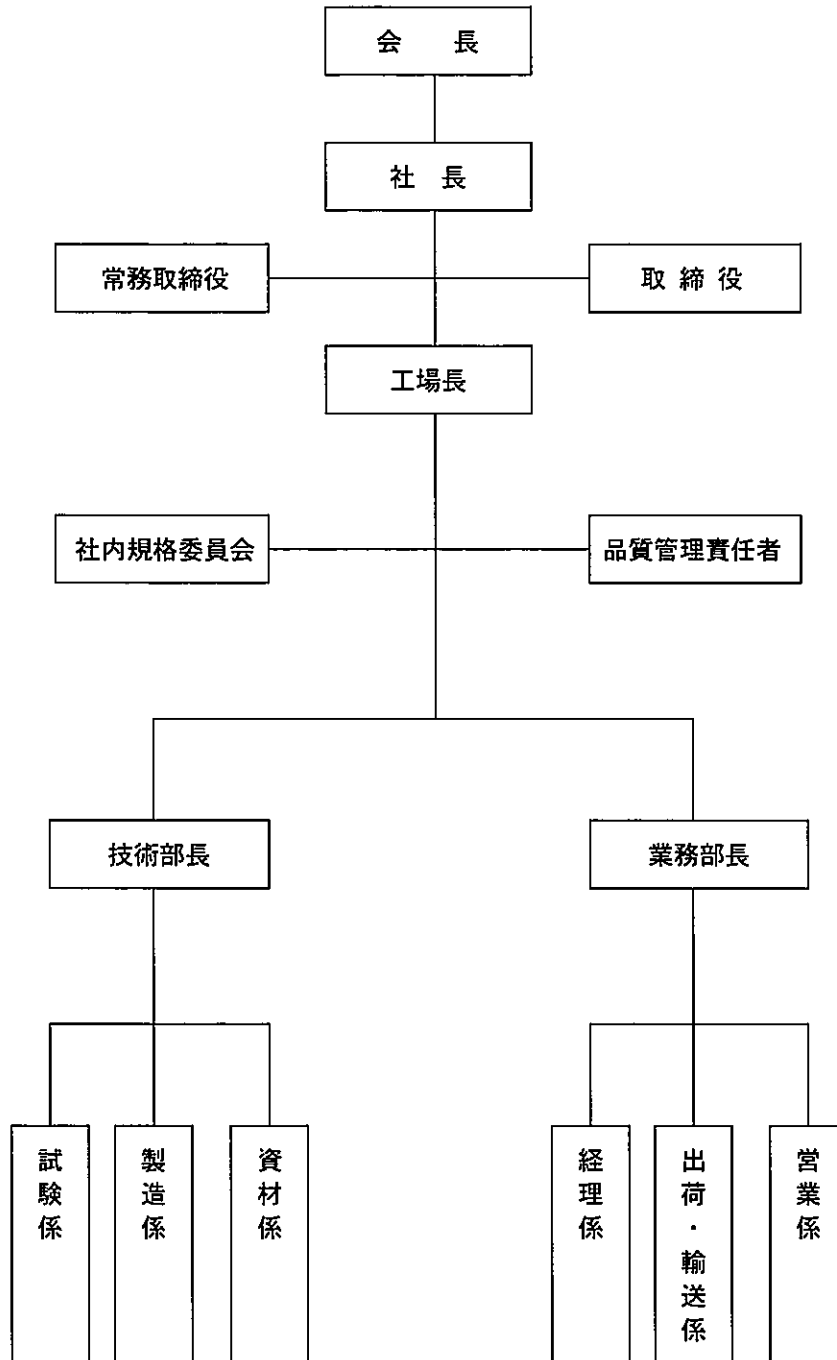 会 長
社 長
常務取締役
取 締 役
工場長
社内規格委員会
品質管理責任者
技術部長
業務部長
試験係
製造係
資材係
経理係
出荷・輸送係
営業係